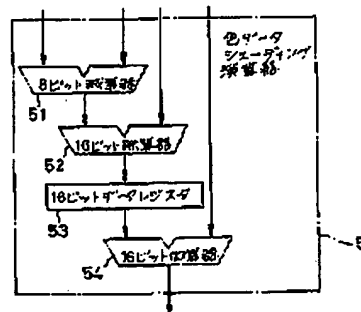 色データ
シェーディング
演算器
8ビット減算器
51
16ビット除算器
52
16ビットデータレジスタ
53
16ビット加算器
54
5